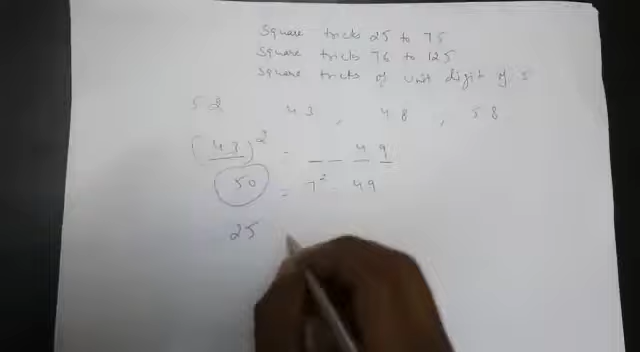 Square tricks 25 to 75
Square tricks 76 to 125
Square tricks of unit digit of 5
52 43 , 48 , 58
(43)² = _ _ 4 9
50 = 7² = 49
25